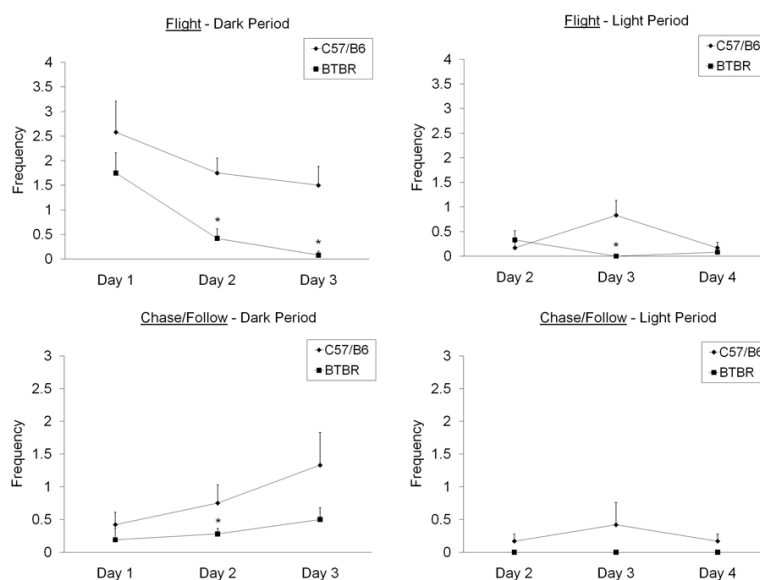 Flight - Dark Period
C57/B6
BTBR
4
3.5
3
2.5
2
1.5
1
0.5
0
Frequency
*
*
Day 1 Day 2 Day 3
Flight - Light Period
C57/B6
BTBR
4
3.5
3
2.5
2
1.5
1
0.5
0
Frequency
*
Day 2 Day 3 Day 4
Chase/Follow - Dark Period
C57/B6
BTBR
3
2.5
2
1.5
1
0.5
0
Frequency
*
Day 1 Day 2 Day 3
Chase/Follow - Light Period
C57/B6
BTBR
3
2.5
2
1.5
1
0.5
0
Frequency
Day 2 Day 3 Day 4